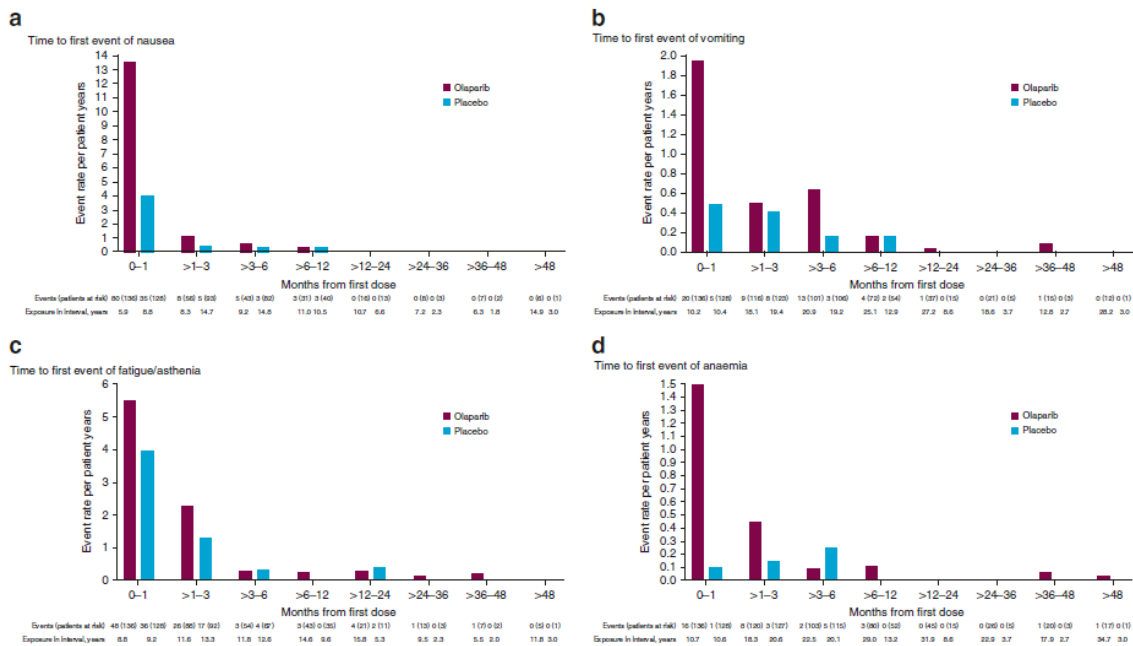 a
Time to first event of nausea
Event rate per patient years
14
13
12
11
10
9
8
7
6
5
4
3
2
1
1
0
Olaparib
Placebo
0–1 >1–3 >3–6 >6–12 >12–24 >24–36 >36–48 >48
Months from first dose
Events (patients at risk) 80 (136) 35 (128) 8 (56) 5 (93) 5 (43) 3 (82) 3 (31) 3 (40) 0 (16) 0 (13) 0 (8) 0 (3) 0 (7) 0 (2) 0 (6) 0 (1)
Exposure In Interval, years 5.9 8.8 8.3 14.7 9.2 14.8 11.0 10.5 10.7 6.6 7.2 2.3 6.3 1.8 14.9 3.0
b
Time to first event of vomiting
Event rate per patient years
2.0
1.8
1.6
1.4
1.2
1.0
0.8
0.6
0.4
0.2
0.0
Olaparib
Placebo
0–1 >1–3 >3–6 >6–12 >12–24 >24–36 >36–48 >48
Months from first dose
Events (patients at risk) 20 (136) 5 (128) 9 (116) 8 (123) 13 (101) 3 (106) 4 (72) 2 (54) 1 (37) 0 (15) 0 (21) 0 (5) 1 (15) 0 (3) 0 (12) 0 (1)
Exposure In Interval, years 10.2 10.4 18.1 19.4 20.9 19.2 25.1 12.9 27.2 8.6 18.6 3.7 12.8 2.7 28.2 3.0
c
Time to first event of fatigue/asthenia
Event rate per patient years
6
5
4
3
2
1
0
Olaparib
Placebo
0–1 >1–3 >3–6 >6–12 >12–24 >24–36 >36–48 >48
Months from first dose
Events (patients at risk) 48 (136) 36 (128) 26 (88) 17 (92) 3 (54) 4 (67) 3 (43) 0 (35) 4 (21) 2 (11) 1 (13) 0 (3) 1 (7) 0 (2) 0 (5) 0 (1)
Exposure In Interval, years 8.8 9.2 11.6 13.3 11.8 12.6 14.6 9.6 15.8 5.3 9.5 2.3 5.5 2.0 11.8 3.0
d
Time to first event of anaemia
Event rate per patient years
1.5
1.4
1.3
1.2
1.1
1.0
0.9
0.8
0.7
0.6
0.5
0.4
0.3
0.2
0.1
0.0
Olaparib
Placebo
0–1 >1–3 >3–6 >6–12 >12–24 >24–36 >36–48 >48
Months from first dose
Events (patients at risk) 16 (136) 1 (128) 8 (120) 3 (127) 2 (103) 5 (115) 3 (80) 0 (52) 0 (45) 0 (15) 0 (26) 0 (5) 1 (20) 0 (3) 1 (17) 0 (1)
Exposure In Interval, years 10.7 10.6 18.3 20.6 22.5 20.1 29.0 13.2 31.9 8.6 22.9 3.7 17.9 2.7 34.7 3.0